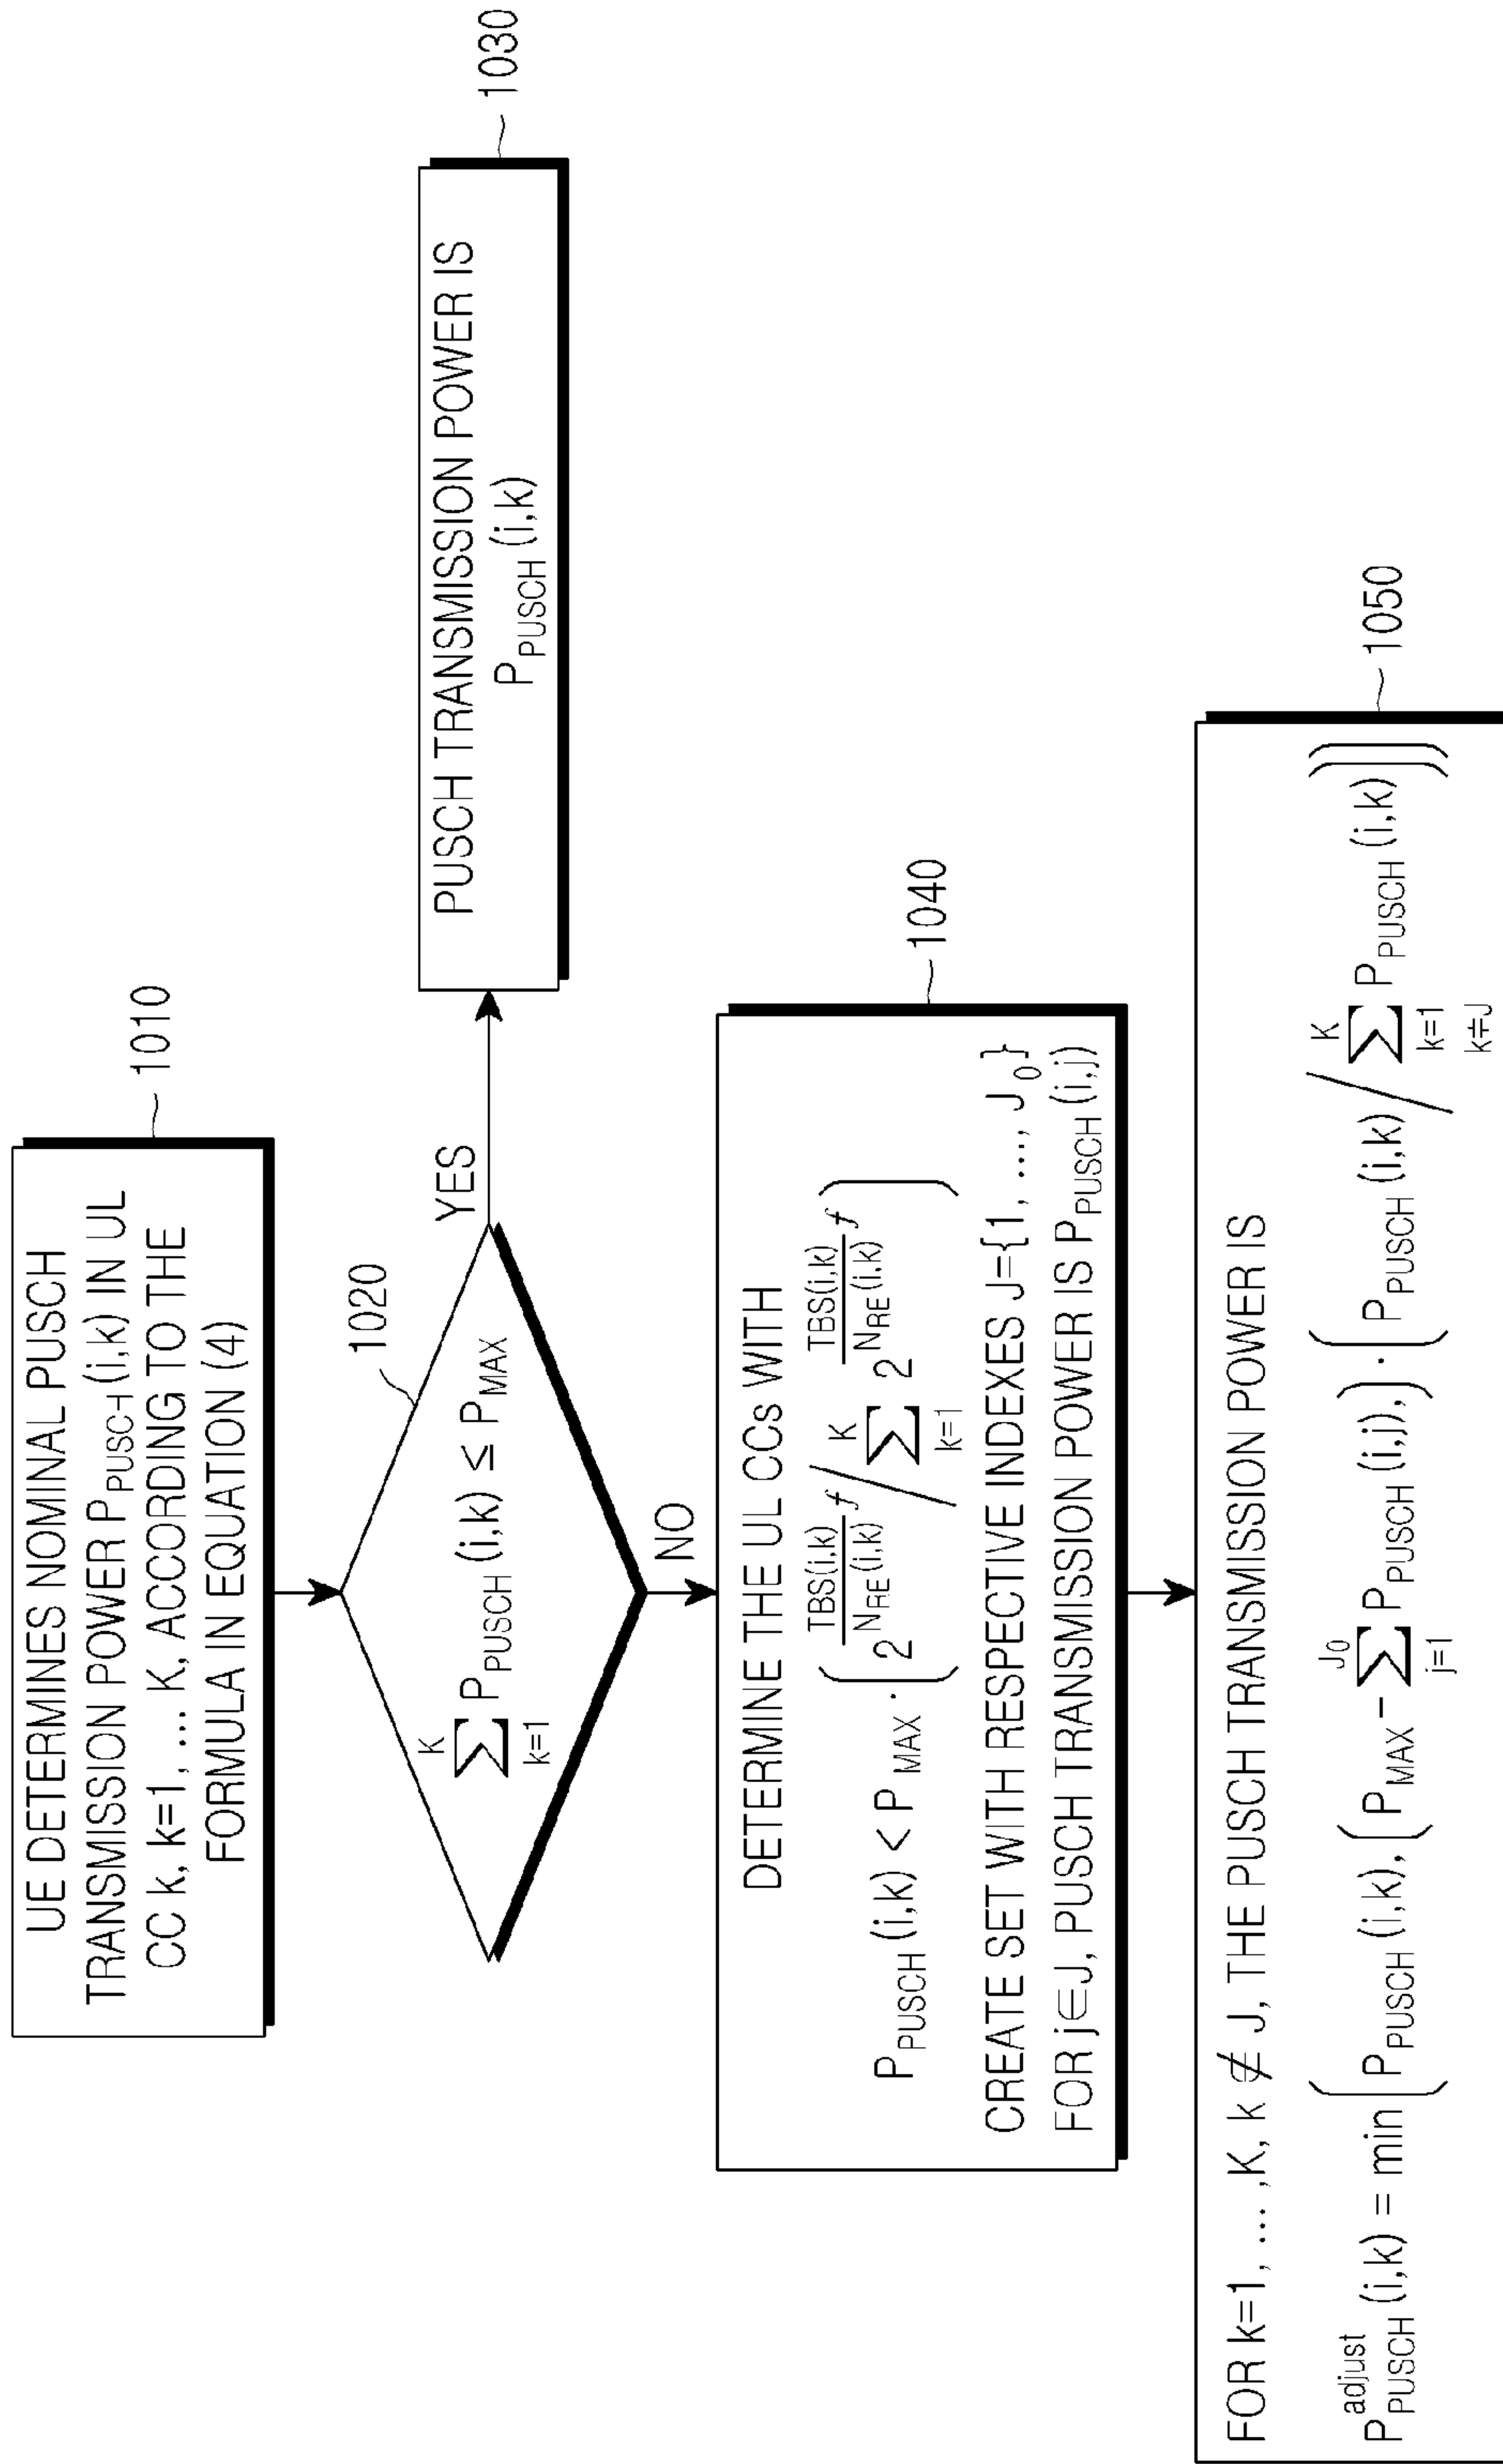 UE DETERMINES NOMINAL PUSCH
TRANSMISSION POWER P_PUSCH (i,k) IN UL
CC k, k=1, ... K, ACCORDING TO THE
FORMULA IN EQUATION (4)
1010
1020
∑_{k=1}^{K} P_PUSCH (i,k) ≤ P_MAX
YES
PUSCH TRANSMISSION POWER IS
P_PUSCH (i,k)
1030
NO
DETERMINE THE UL CCs WITH
P_PUSCH (i,k) < P_MAX · ( 2^{TBS(i,k)/N_RE(i,k) f} / ∑_{k=1}^{K} 2^{TBS(i,k)/N_RE(i,k) f} )
CREATE SET WITH RESPECTIVE INDEXES J={1, ..., J_0}
FOR j∈J, PUSCH TRANSMISSION POWER IS P_PUSCH (i,j)
1040
FOR k=1, ... ,K, k ∉ J, THE PUSCH TRANSMISSION POWER IS
P_PUSCH^adjust (i,k) = min ( P_PUSCH (i,k), ( P_MAX − ∑_{j=1}^{J_0} P_PUSCH (i,j), ) · ( P_PUSCH (i,k) / ∑_{k=1, k≠J}^{K} P_PUSCH (i,k) ) )
1050